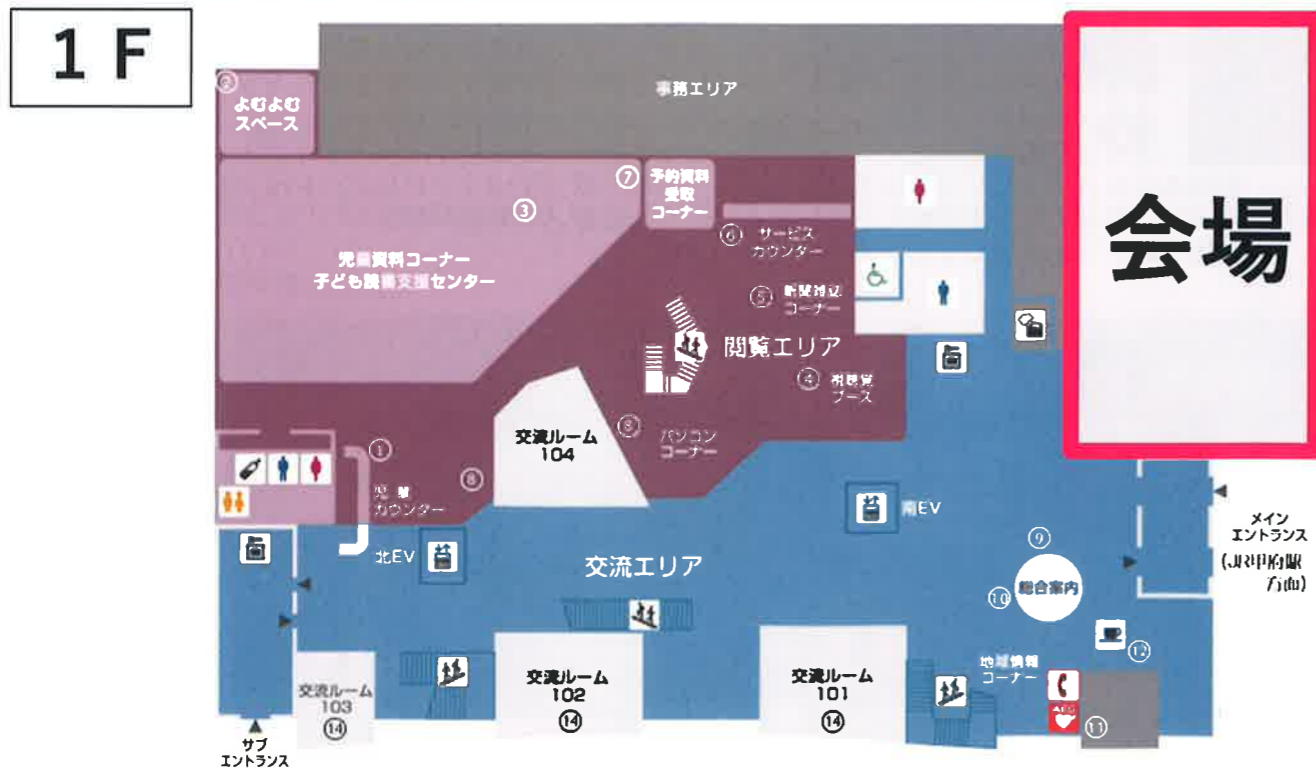 1F
②
よむよむ
スペース
事務エリア
会場
③
⑦
予約資料
受取
コーナー
児童資料コーナー
子ども読書支援センター
⑥ サービス
カウンター
⑤ 新聞雑誌
コーナー
閲覧エリア
④ 視聴覚
ブース
交流ルーム
104
⑧ パソコン
コーナー
①
児童
カウンター
⑧
北EV
南EV
交流エリア
メイン
エントランス
(JR甲府駅
方面)
⑨
⑩ 総合案内
⑫
地域情報
コーナー
AED
⑪
交流ルーム
103
⑭
交流ルーム
102
⑭
交流ルーム
101
⑭
サブ
エントランス